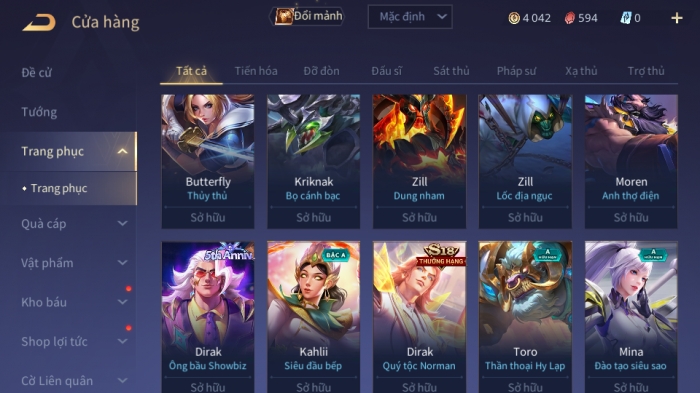 Cửa hàng
Đổi mảnh
Mặc định
4 042
594
0
Đề cử
Tướng
Trang phục
Trang phục
Quà cáp
Vật phẩm
Kho báu
Shop lợi tức
Cờ Liên quân
Tất cả Tiến hóa Đỡ đòn Đấu sĩ Sát thủ Pháp sư Xạ thủ Trợ thủ
Butterfly
Thủy thủ
Sở hữu
Kriknak
Bọ cánh bạc
Sở hữu
Zill
Dung nham
Sở hữu
Zill
Lốc địa ngục
Sở hữu
Moren
Anh thợ điện
Sở hữu
5th Anniv
Dirak
Ông bầu Showbiz
Sở hữu
BẬC A
Kahlii
Siêu đầu bếp
Sở hữu
S18
THƯỞNG HẠNG
Dirak
Quý tộc Norman
Sở hữu
A
HỮU HẠN
Toro
Thần thoại Hy Lạp
Sở hữu
A
HỮU HẠN
Mina
Đào tạo siêu sao
Sở hữu